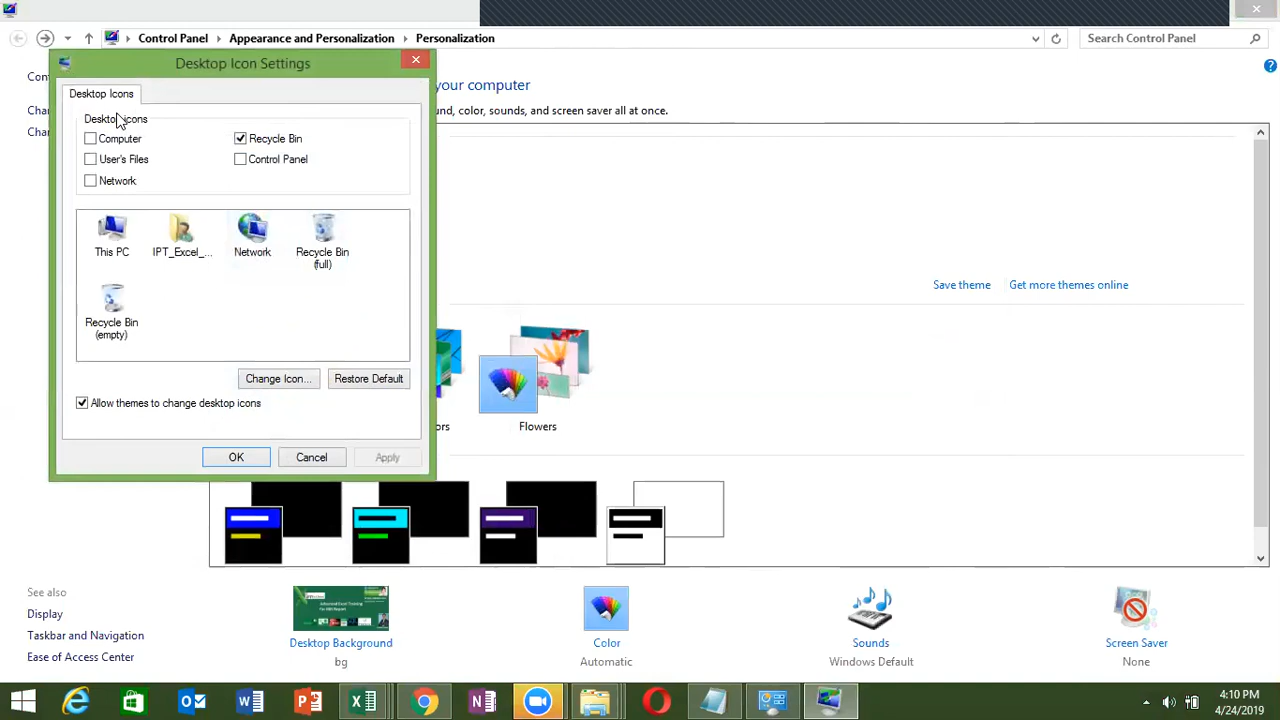 Control Panel
Appearance and Personalization
Personalization
Search Control Panel
Desktop Icon Settings
your computer
und, color, sounds, and screen saver all at once.
Desktop Icons
Computer
Recycle Bin
User's Files
Control Panel
Network
This PC
IPT_Excel_...
Network
Recycle Bin (full)
Recycle Bin (empty)
Save theme
Get more themes online
Change Icon...
Restore Default
Allow themes to change desktop icons
ors
Flowers
OK
Cancel
Apply
See also
Display
Taskbar and Navigation
Ease of Access Center
Desktop Background
bg
Color
Automatic
Sounds
Windows Default
Screen Saver
None
4:10 PM
4/24/2019